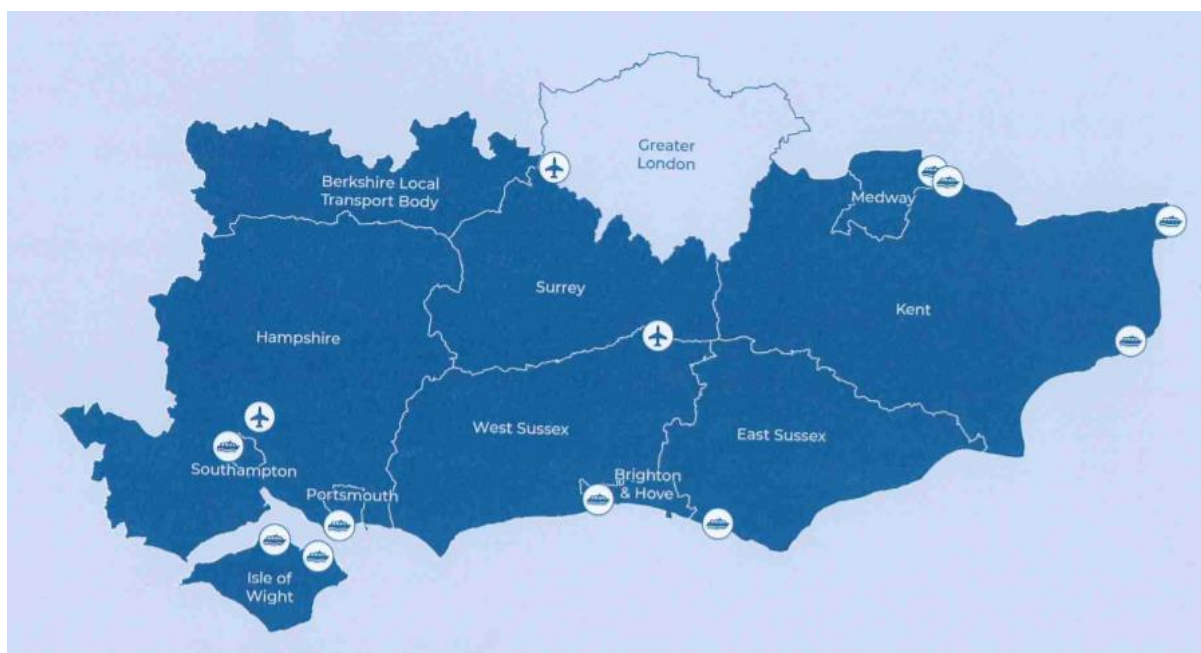 Greater
London
Berkshire Local
Transport Body
Medway
Surrey
Kent
Hampshire
West Sussex
East Sussex
Southampton
Brighton
& Hove
Portsmouth
Isle of
Wight